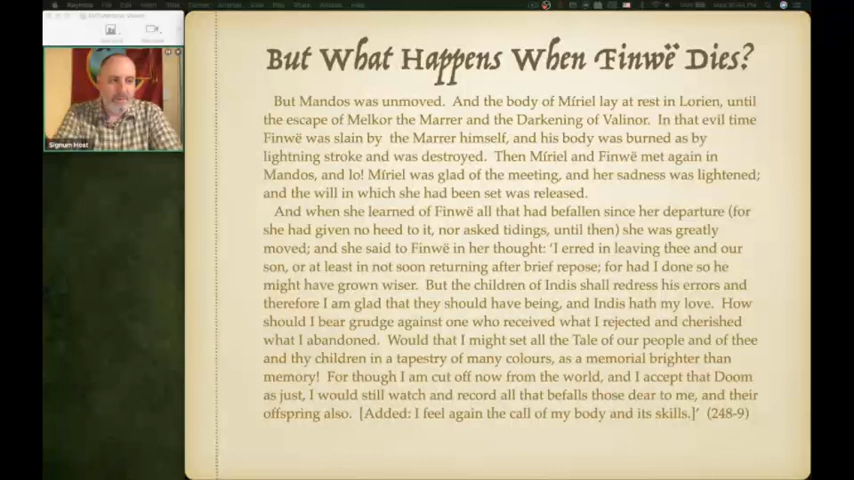 But What Happens When Finwë Dies?
But Mandos was unmoved. And the body of Míriel lay at rest in Lorien, until
the escape of Melkor the Marrer and the Darkening of Valinor. In that evil time
Finwë was slain by the Marrer himself, and his body was burned as by
lightning stroke and was destroyed. Then Míriel and Finwë met again in
Mandos, and lo! Míriel was glad of the meeting, and her sadness was lightened;
and the will in which she had been set was released.
And when she learned of Finwë all that had befallen since her departure (for
she had given no heed to it, nor asked tidings, until then) she was greatly
moved; and she said to Finwë in her thought: 'I erred in leaving thee and our
son, or at least in not soon returning after brief repose; for had I done so he
might have grown wiser. But the children of Indis shall redress his errors and
therefore I am glad that they should have being, and Indis hath my love. How
should I bear grudge against one who received what I rejected and cherished
what I abandoned. Would that I might set all the Tale of our people and of thee
and thy children in a tapestry of many colours, as a memorial brighter than
memory! For though I am cut off now from the world, and I accept that Doom
as just, I would still watch and record all that befalls those dear to me, and their
offspring also. [Added: I feel again the call of my body and its skills.]' (248-9)
Signum Host